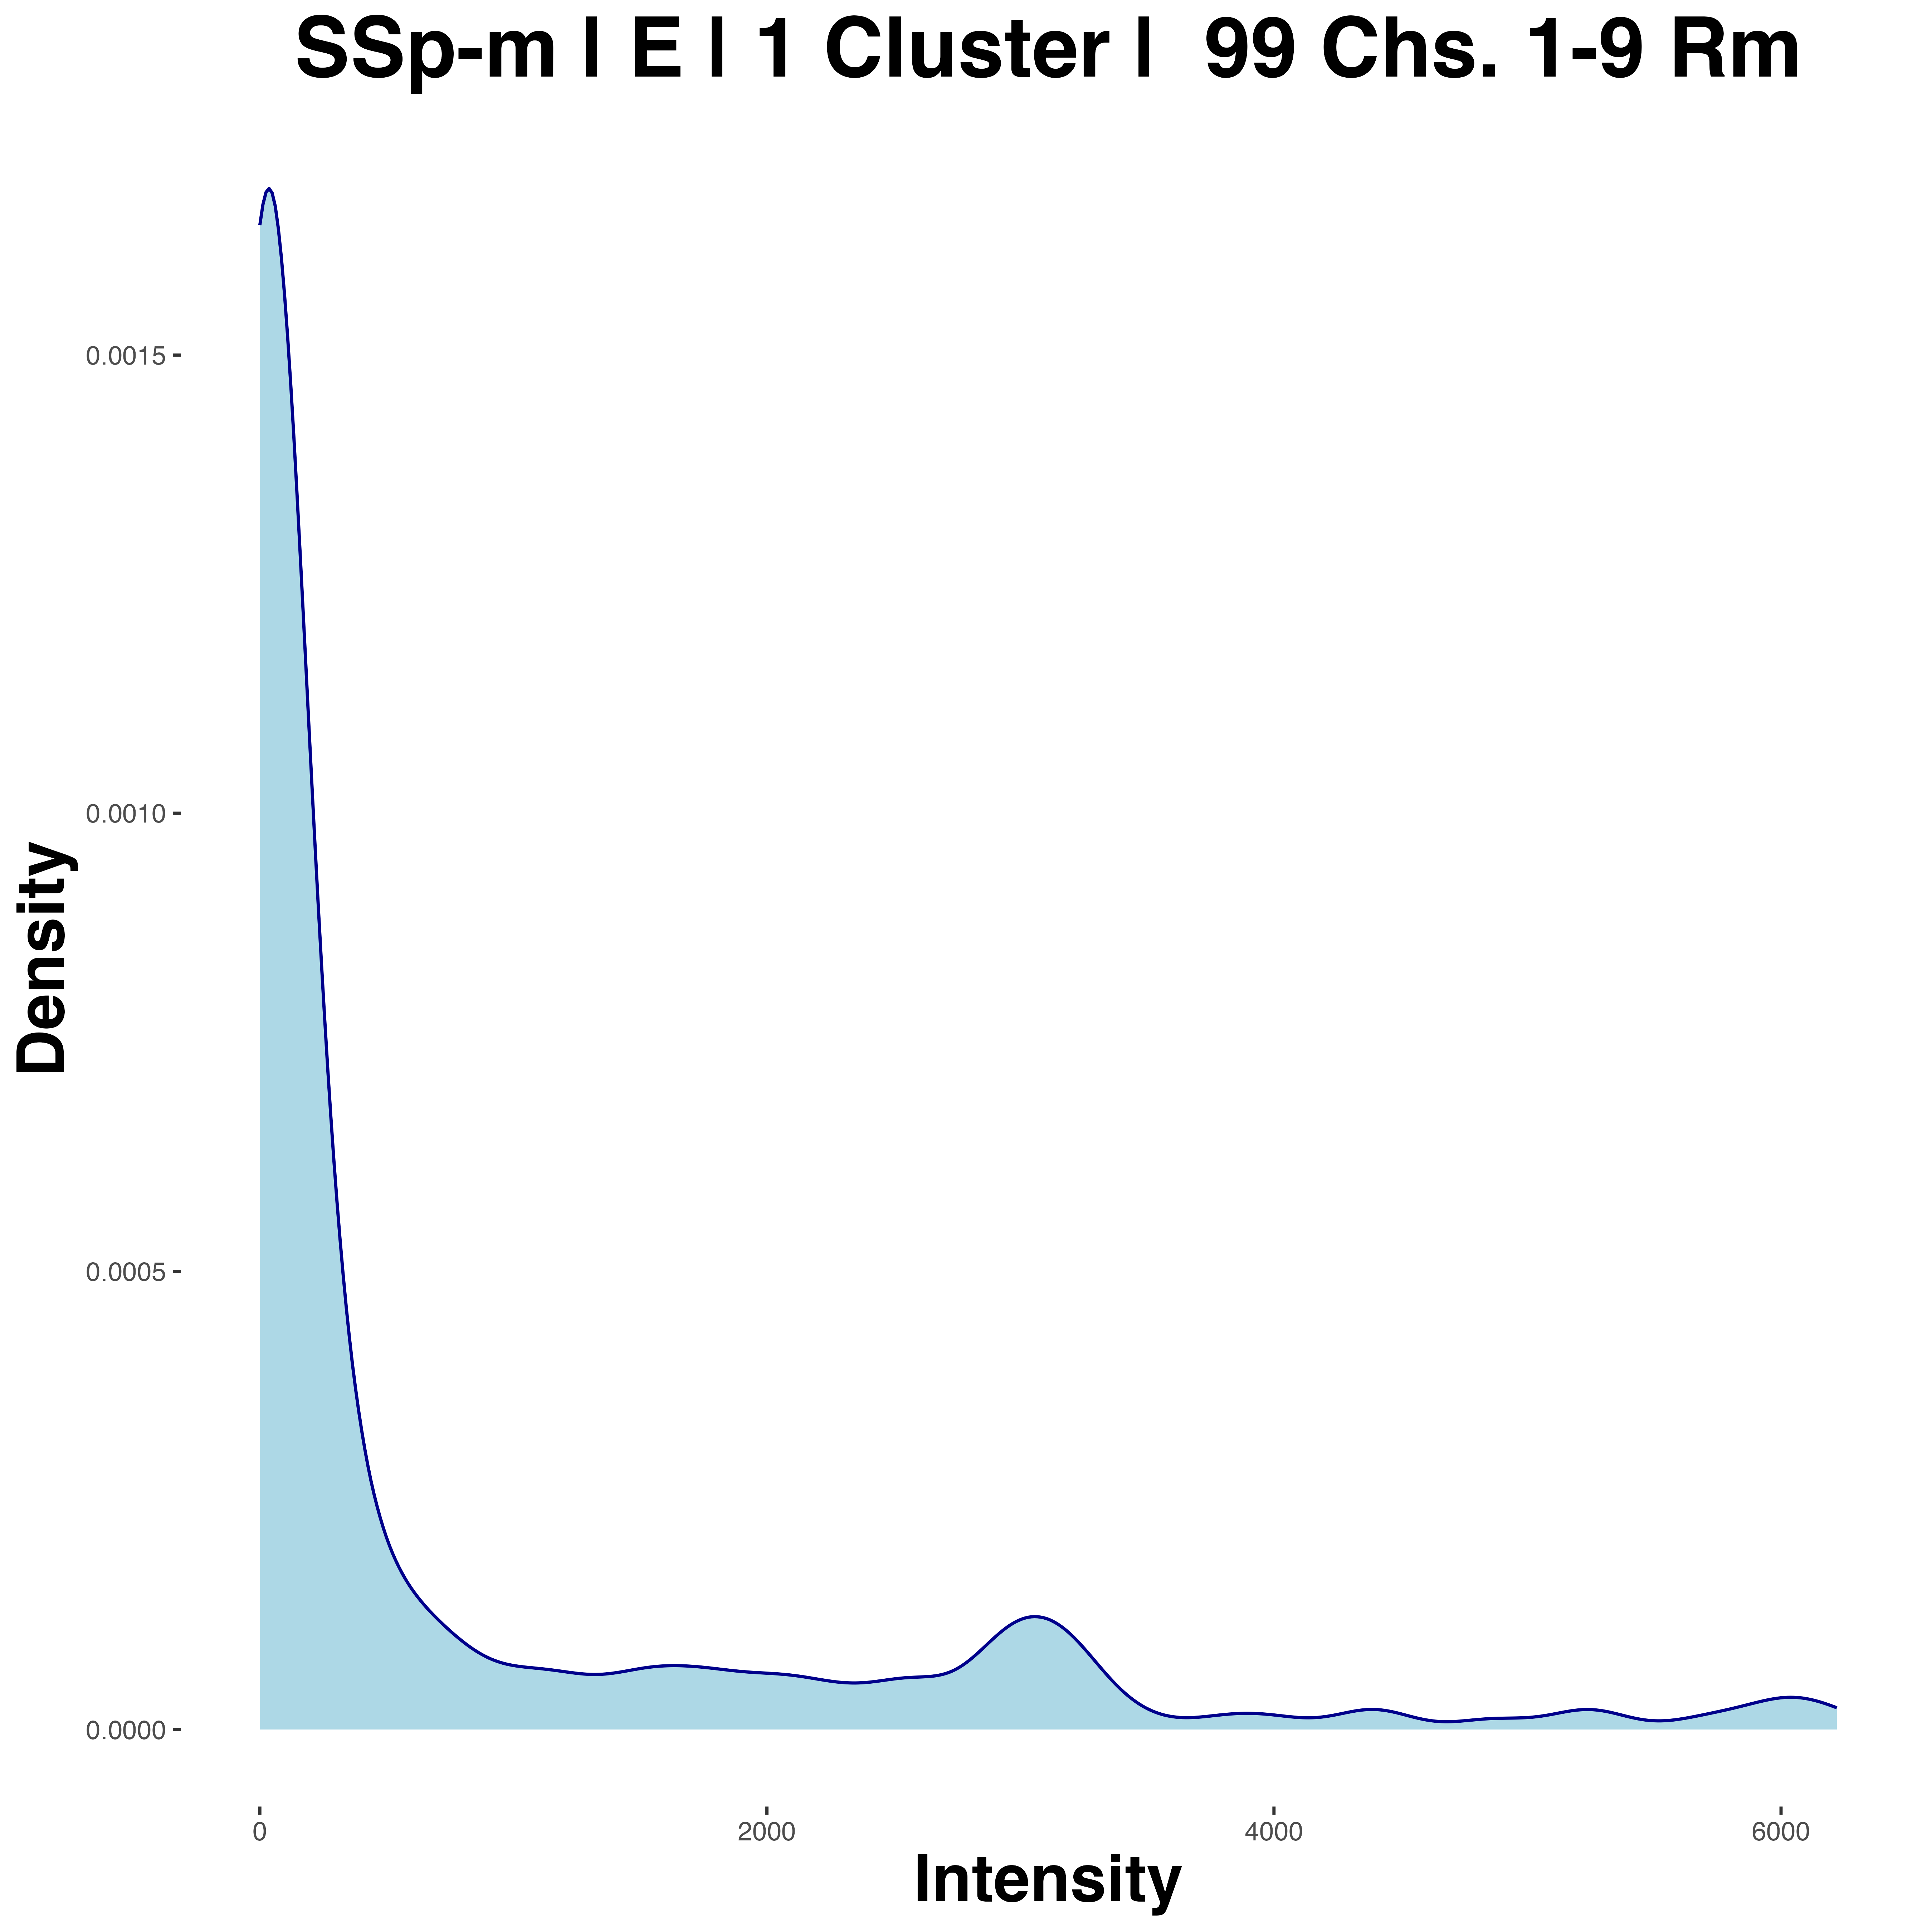 SSp-m | E | 1 Cluster |  99 Chs. 1-9 Rm
0.0015
0.0010
0.0005
0.0000
Density
0 2000 4000 6000
Intensity